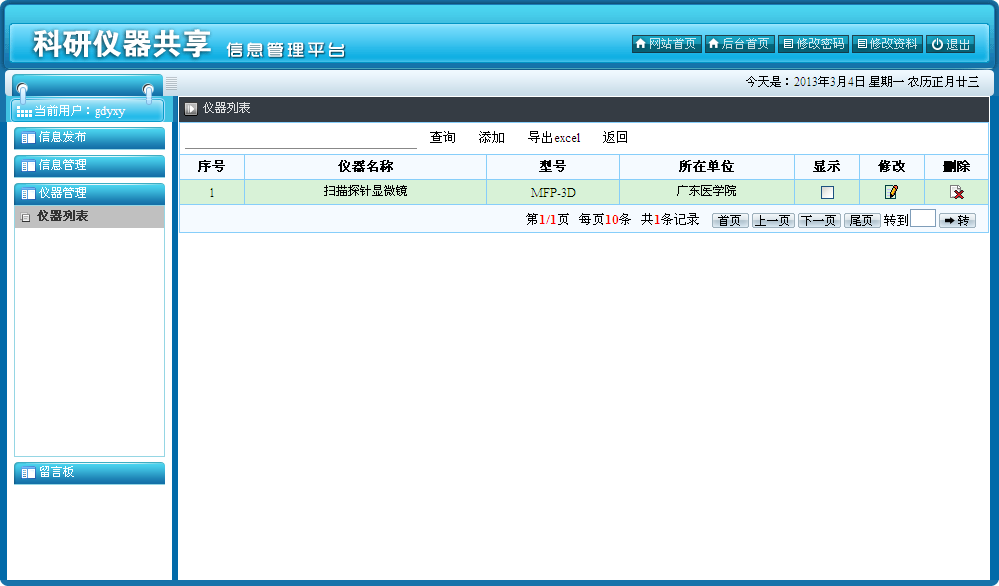 科研仪器共享 信息管理平台
网站首页 后台首页 修改密码 修改资料 退出
今天是：2013年3月4日 星期一 农历正月廿三
当前用户：gdyxy
信息发布
信息管理
仪器管理
仪器列表
留言板
仪器列表
查询 添加 导出excel 返回
序号 仪器名称 型号 所在单位 显示 修改 删除
1 扫描探针显微镜 MFP-3D 广东医学院
第1/1页 每页10条 共1条记录 首页 上一页 下一页 尾页 转到 转